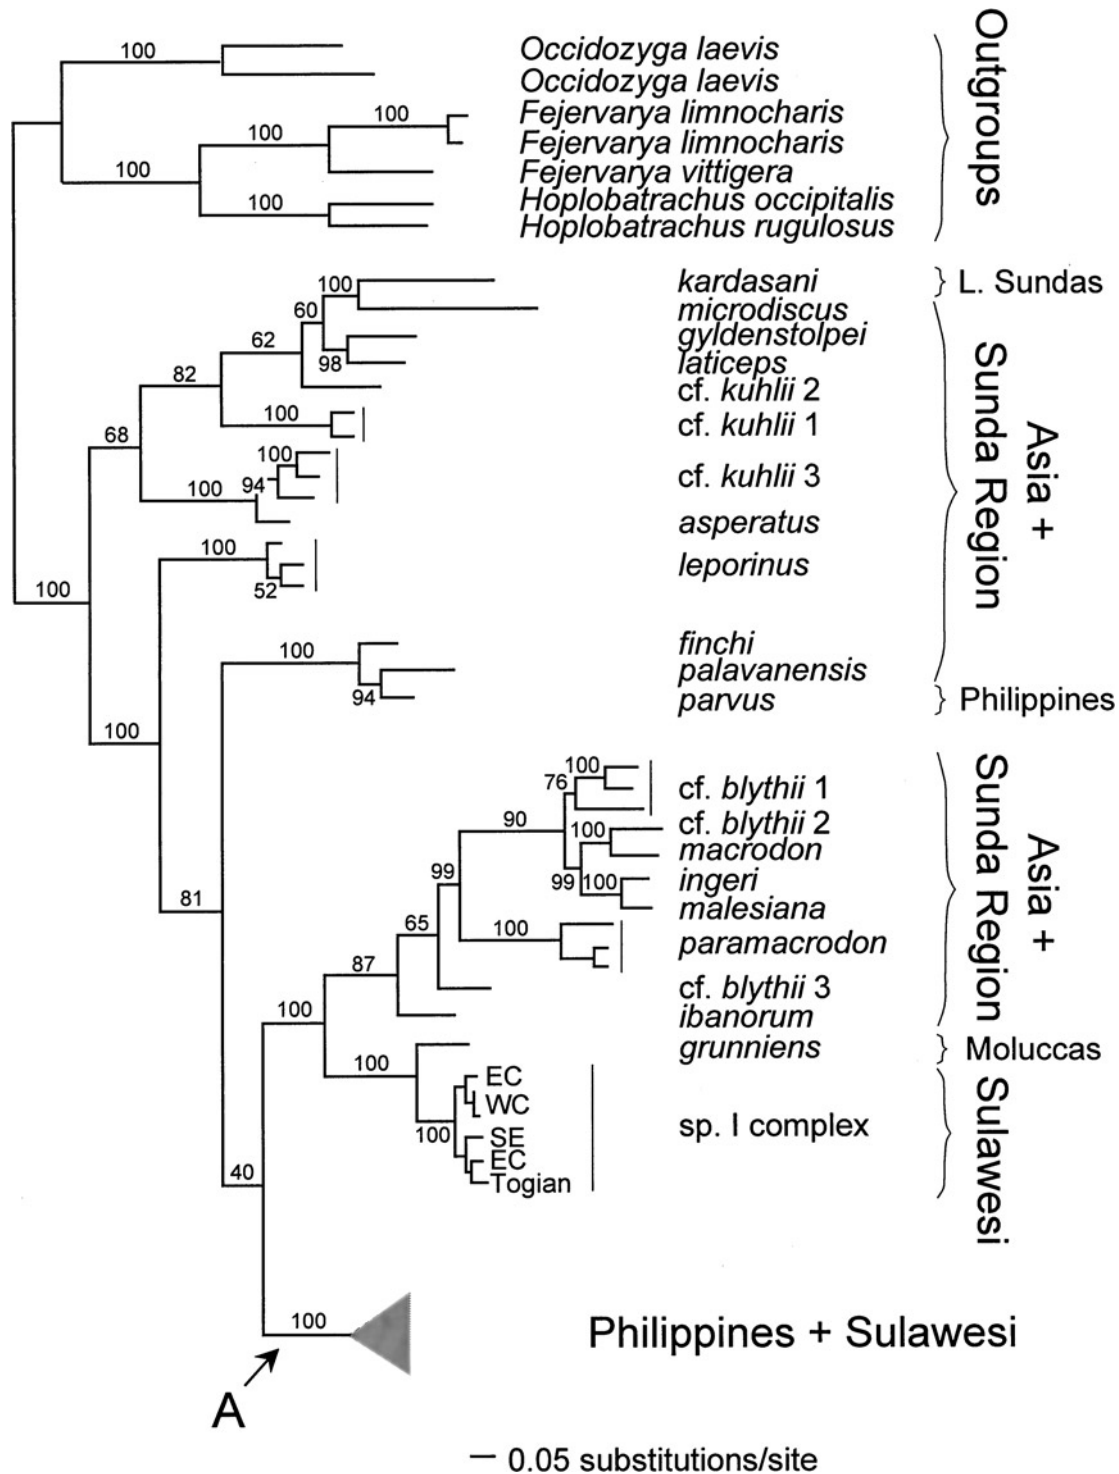 100
Occidozyga laevis
Occidozyga laevis
100
Fejervarya limnocharis
100
Fejervarya limnocharis
100
Fejervarya vittigera
100
Hoplobatrachus occipitalis
Hoplobatrachus rugulosus
Outgroups
100
kardasani
L. Sundas
60
microdiscus
62
gyldenstolpei
98
laticeps
82
cf. kuhlii 2
100
cf. kuhlii 1
68
100
94
cf. kuhlii 3
100
asperatus
100
leporinus
52
100
finchi
100
palavanensis
94
parvus
Philippines
Asia +
Sunda Region
100
100
76
cf. blythii 1
90
100
cf. blythii 2
macrodon
99
99
100
ingeri
81
malesiana
65
100
paramacrodon
87
cf. blythii 3
100
ibanorum
Asia +
Sunda Region
grunniens
Moluccas
100
EC
WC
100
SE
sp. I complex
EC
Togian
Sulawesi
40
100
Philippines + Sulawesi
A
0.05 substitutions/site